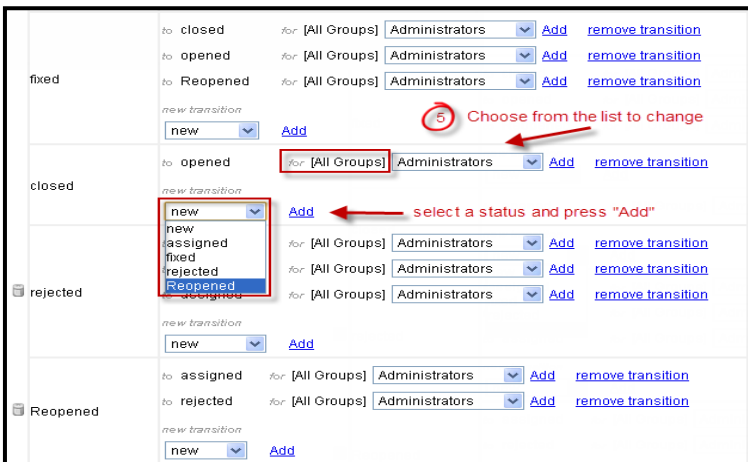 to closed for [All Groups] Administrators Add remove transition
to opened for [All Groups] Administrators Add remove transition
fixed to Reopened for [All Groups] Administrators Add remove transition
new transition
new Add
5 Choose from the list to change
to opened for [All Groups] Administrators Add remove transition
closed
new transition
new Add select a status and press "Add"
new
assigned
fixed
rejected
Reopened
for [All Groups] Administrators Add remove transition
for [All Groups] Administrators Add remove transition
rejected assigned for [All Groups] Administrators Add remove transition
new transition
new Add
to assigned for [All Groups] Administrators Add remove transition
to rejected for [All Groups] Administrators Add remove transition
Reopened
new transition
new Add